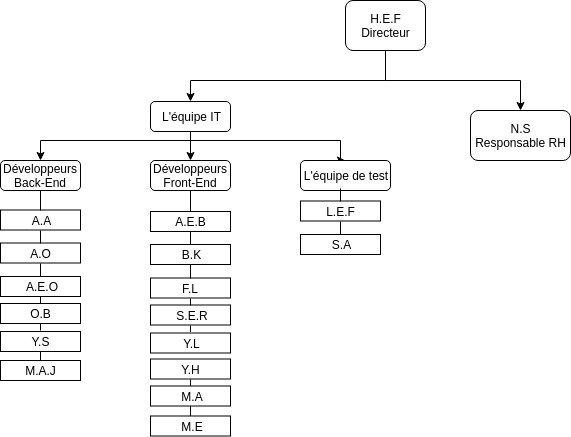 H.E.F
Directeur
L'équipe IT
N.S
Responsable RH
Développeurs
Back-End
Développeurs
Front-End
L'équipe de test
A.A
A.O
A.E.O
O.B
Y.S
M.A.J
A.E.B
B.K
F.L
S.E.R
Y.L
Y.H
M.A
M.E
L.E.F
S.A